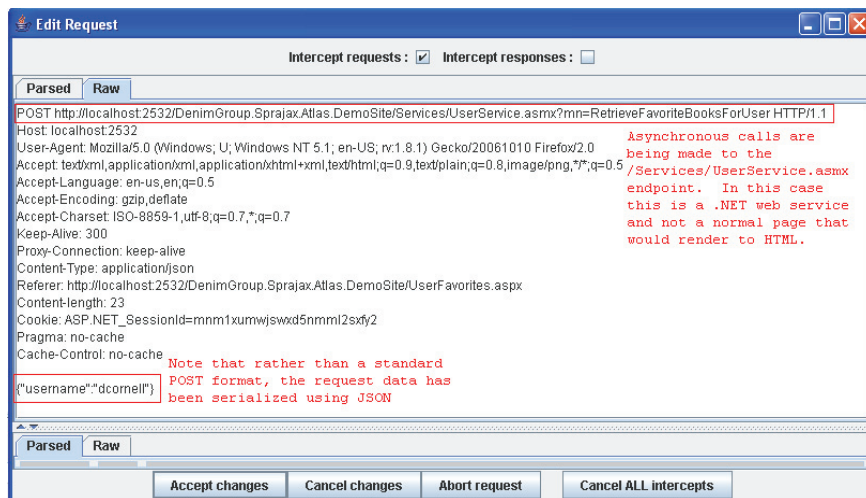 Edit Request
Intercept requests : Intercept responses :
Parsed Raw
POST http://localhost:2532/DenimGroup.Sprajax.Atlas.DemoSite/Services/UserService.asmx?mn=RetrieveFavoriteBooksForUser HTTP/1.1
Host: localhost:2532
User-Agent: Mozilla/5.0 (Windows; U; Windows NT 5.1; en-US; rv:1.8.1) Gecko/20061010 Firefox/2.0
Accept: text/xml,application/xml,application/xhtml+xml,text/html;q=0.9,text/plain;q=0.8,image/png,*/*;q=0.5
Accept-Language: en-us,en;q=0.5
Accept-Encoding: gzip,deflate
Accept-Charset: ISO-8859-1,utf-8;q=0.7,*;q=0.7
Keep-Alive: 300
Proxy-Connection: keep-alive
Content-Type: application/json
Referer: http://localhost:2532/DenimGroup.Sprajax.Atlas.DemoSite/UserFavorites.aspx
Content-length: 23
Cookie: ASP.NET_SessionId=mnm1xumwjswxd5nmml2sxfy2
Pragma: no-cache
Cache-Control: no-cache
{"username":"dcornell"}
Asynchronous calls are
being made to the
/Services/UserService.asmx
endpoint. In this case
this is a .NET web service
and not a normal page that
would render to HTML.
Note that rather than a standard
POST format, the request data has
been serialized using JSON
Parsed Raw
Accept changes Cancel changes Abort request Cancel ALL intercepts